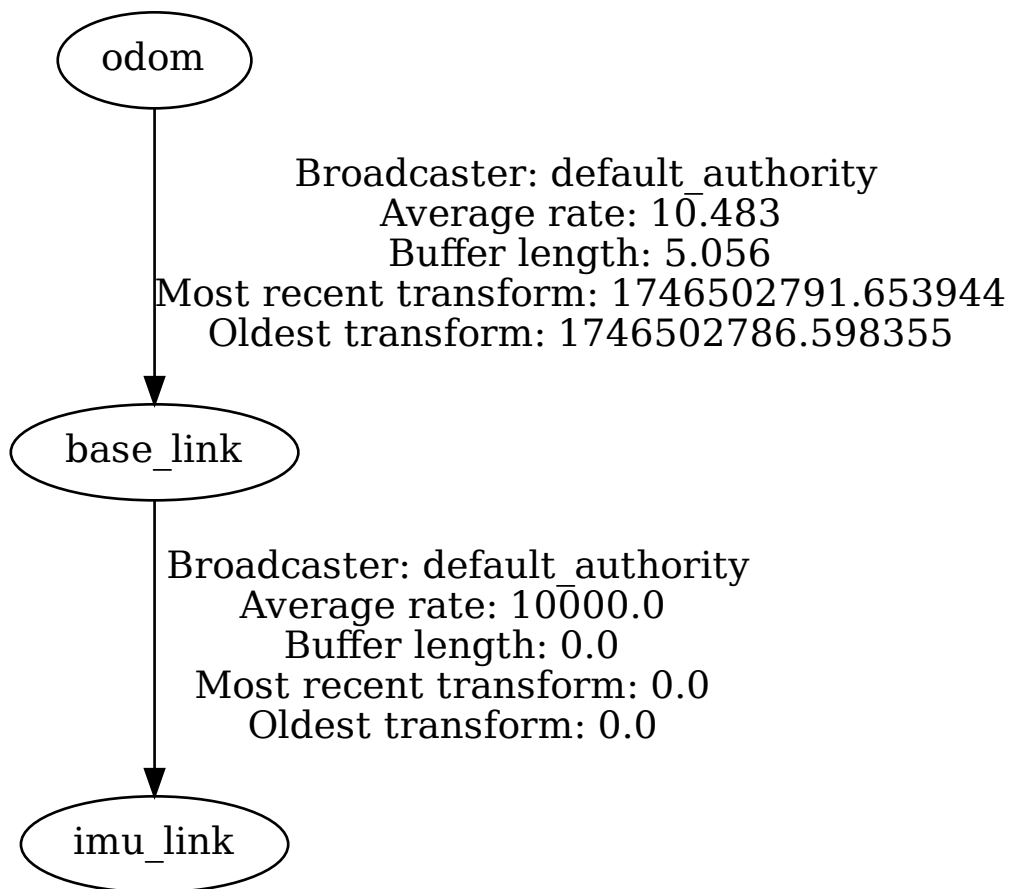 odom
Broadcaster: default_authority
Average rate: 10.483
Buffer length: 5.056
Most recent transform: 1746502791.653944
Oldest transform: 1746502786.598355
base_link
Broadcaster: default_authority
Average rate: 10000.0
Buffer length: 0.0
Most recent transform: 0.0
Oldest transform: 0.0
imu_link